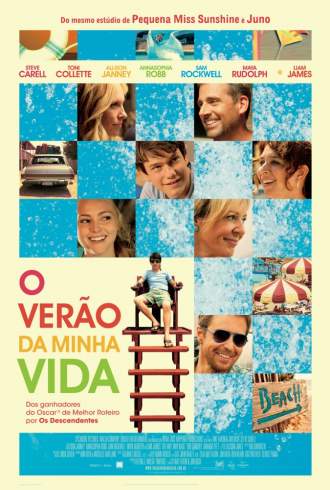 Do mesmo estúdio de Pequena Miss Sunshine e Juno
STEVE CARELL TONI COLLETTE ALLISON JANNEY ANNASOPHIA ROBB SAM ROCKWELL MAYA RUDOLPH e LIAM JAMES
O
VERÃO
DA MINHA
VIDA
Dos ganhadores
do Oscar® de Melhor Roteiro
por Os Descendentes
BEACH